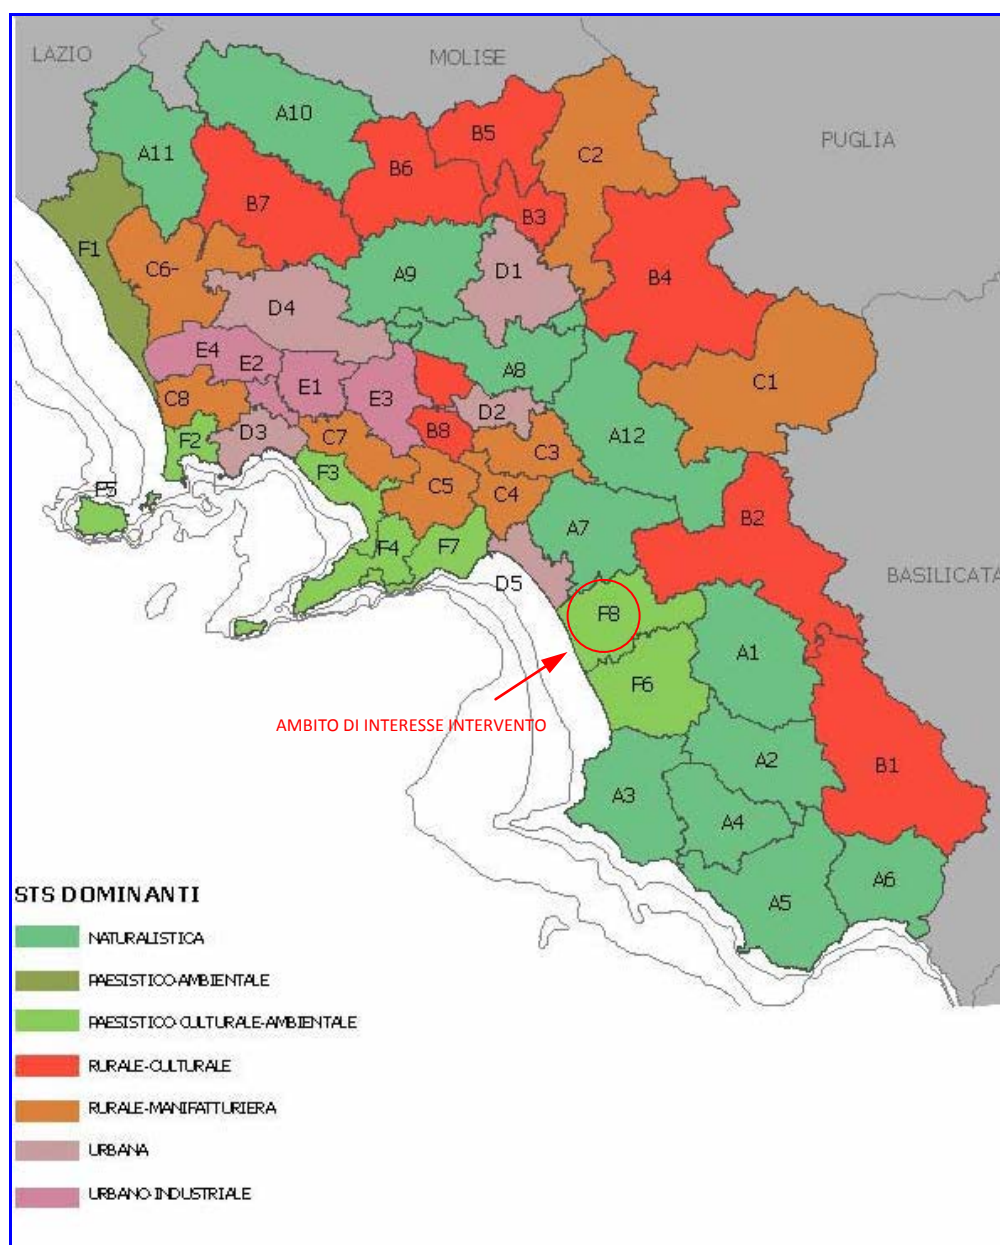 LAZIO
MOLISE
PUGLIA
BASILICATA
A10
A11
B5
B6
C2
B7
B3
F1
C6-
A9
D1
B4
D4
E4
E2
E1
E3
A8
C1
C8
D2
F2
D3
C7
B8
C3
A12
F3
F5
C5
C4
B2
F4
F7
A7
D5
F8
A1
F6
AMBITO DI INTERESSE INTERVENTO
A2
B1
A3
A4
A5
A6
STS DOMINANTI
NATURALISTICA
PAESISTICO-AMBIENTALE
PAESISTICO-CULTURALE-AMBIENTALE
RURALE-CULTURALE
RURALE-MANIFATTURIERA
URBANA
URBANO-INDUSTRIALE